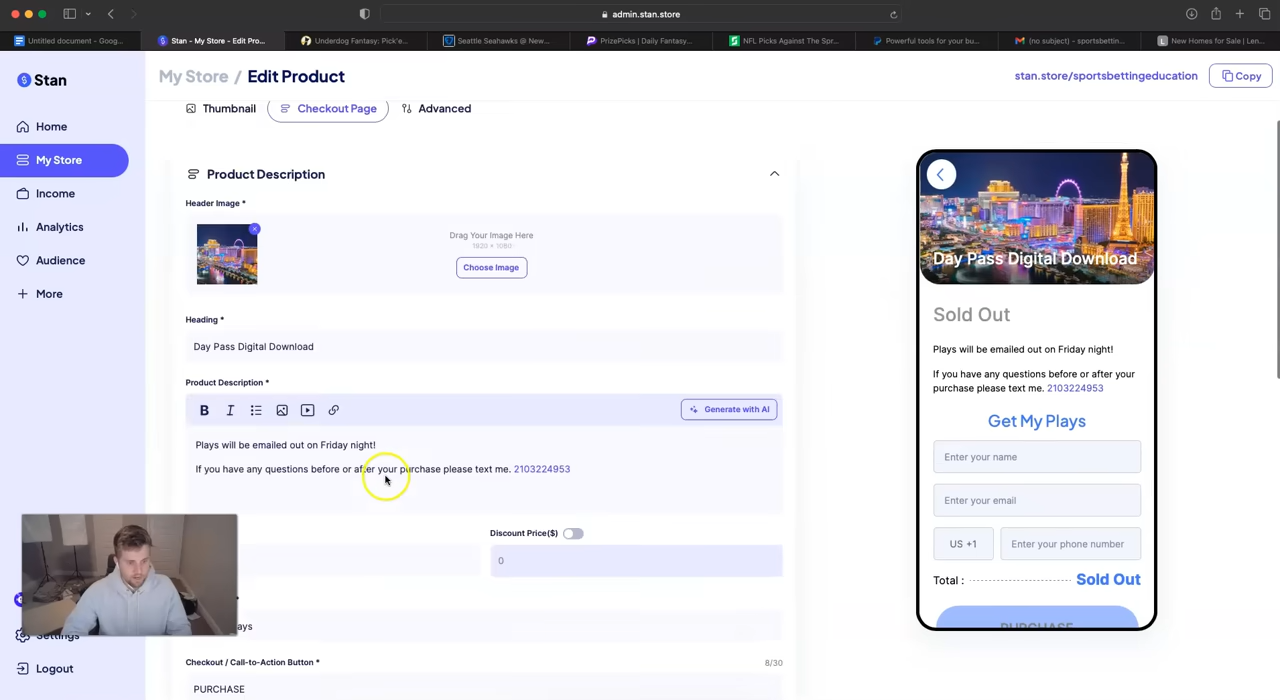 admin.stan.store
Untitled document - Goog...
Stan - My Store - Edit Pro...
Underdog Fantasy: Pick'e...
Seattle Seahawks @ New...
PrizePicks | Daily Fantasy...
NFL Picks Against The Spr...
Powerful tools for your bu...
(no subject) - sportsbettin...
New Homes for Sale | Len...
Stan
My Store / Edit Product
stan.store/sportsbettingeducation
Copy
Thumbnail
Checkout Page
Advanced
Home
My Store
Income
Analytics
Audience
More
Settings
Logout
Product Description
Header Image *
Drag Your Image Here
1920 × 1080
Choose Image
Heading *
Day Pass Digital Download
Product Description *
B I
Generate with AI
Plays will be emailed out on Friday night!
If you have any questions before or after your purchase please text me. 2103224953
Discount Price($)
0
ays
Checkout / Call-to-Action Button *
8/30
PURCHASE
Day Pass Digital Download
Sold Out
Plays will be emailed out on Friday night!
If you have any questions before or after your
purchase please text me. 2103224953
Get My Plays
Enter your name
Enter your email
US +1
Enter your phone number
Total :
Sold Out
PURCHASE